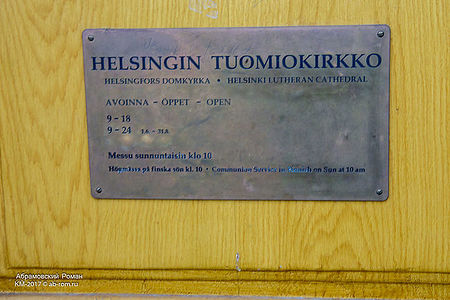 HELSINGIN TUOMIOKIRKKO
HELSINGFORS DOMKYRKA · HELSINKI LUTHERAN CATHEDRAL
AVOINNA – ÖPPET – OPEN
9 – 18
9 – 24 1.6. – 31.8.
Messu sunnuntaisin klo 10
Högmässa på finska sön kl. 10 · Communion Service in Finnish on Sun at 10 am
Абрамовский Роман
КМ-2017 © ab-rom.ru